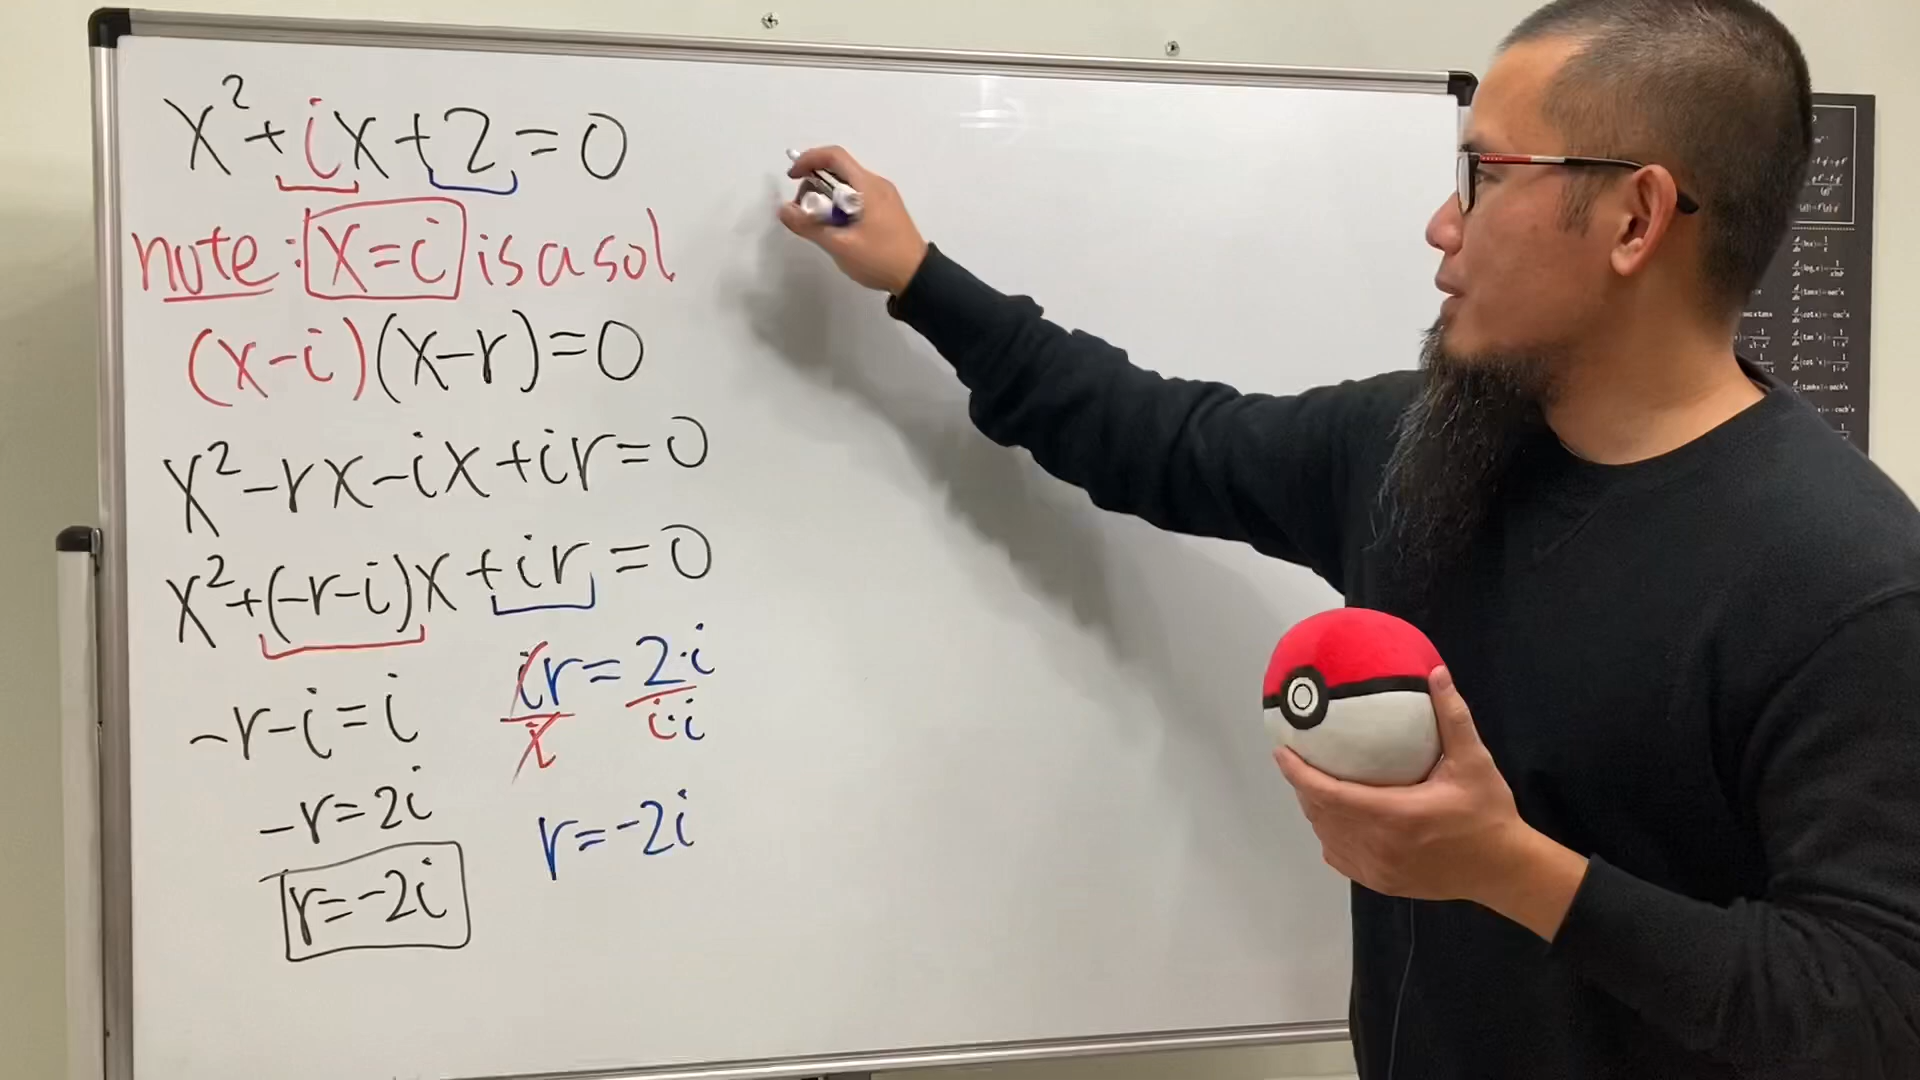 x²+ix+2=0
note: x=i is a sol
(x-i)(x-r)=0
x²-rx-ix+ir=0
x²+(-r-i)x+ir=0
-r-i=i
-r=2i
r=-2i
ir/i=2·i/i·i
r=-2i